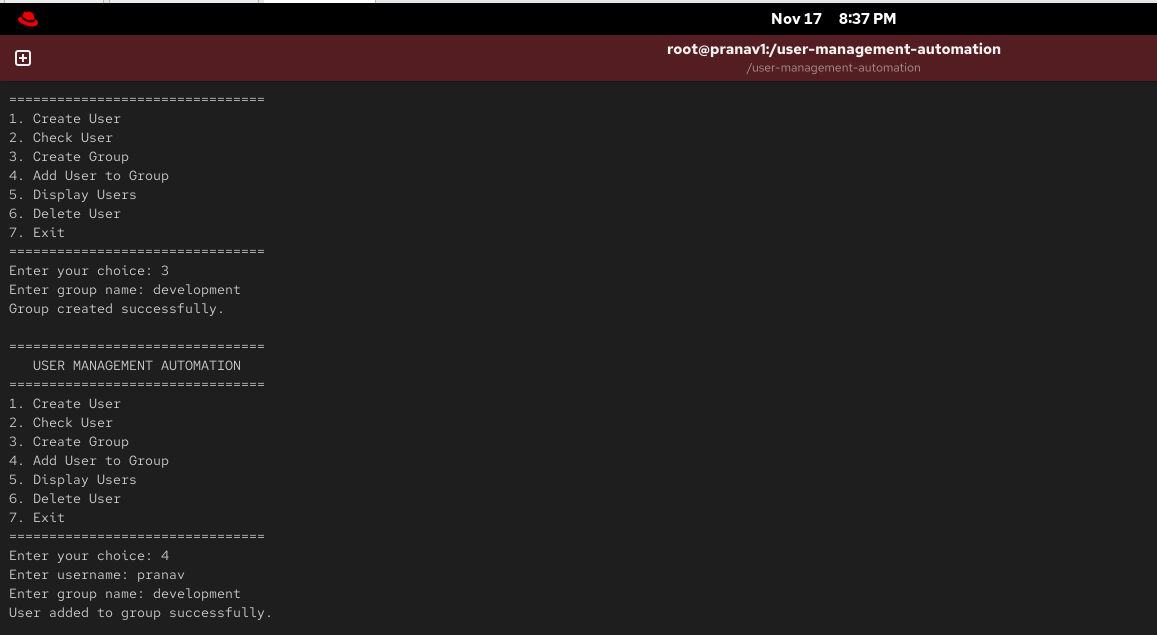 Nov 17 8:37 PM
root@pranav1:/user-management-automation
/user-management-automation
================================
1. Create User
2. Check User
3. Create Group
4. Add User to Group
5. Display Users
6. Delete User
7. Exit
================================
Enter your choice: 3
Enter group name: development
Group created successfully.
================================
   USER MANAGEMENT AUTOMATION
================================
1. Create User
2. Check User
3. Create Group
4. Add User to Group
5. Display Users
6. Delete User
7. Exit
================================
Enter your choice: 4
Enter username: pranav
Enter group name: development
User added to group successfully.